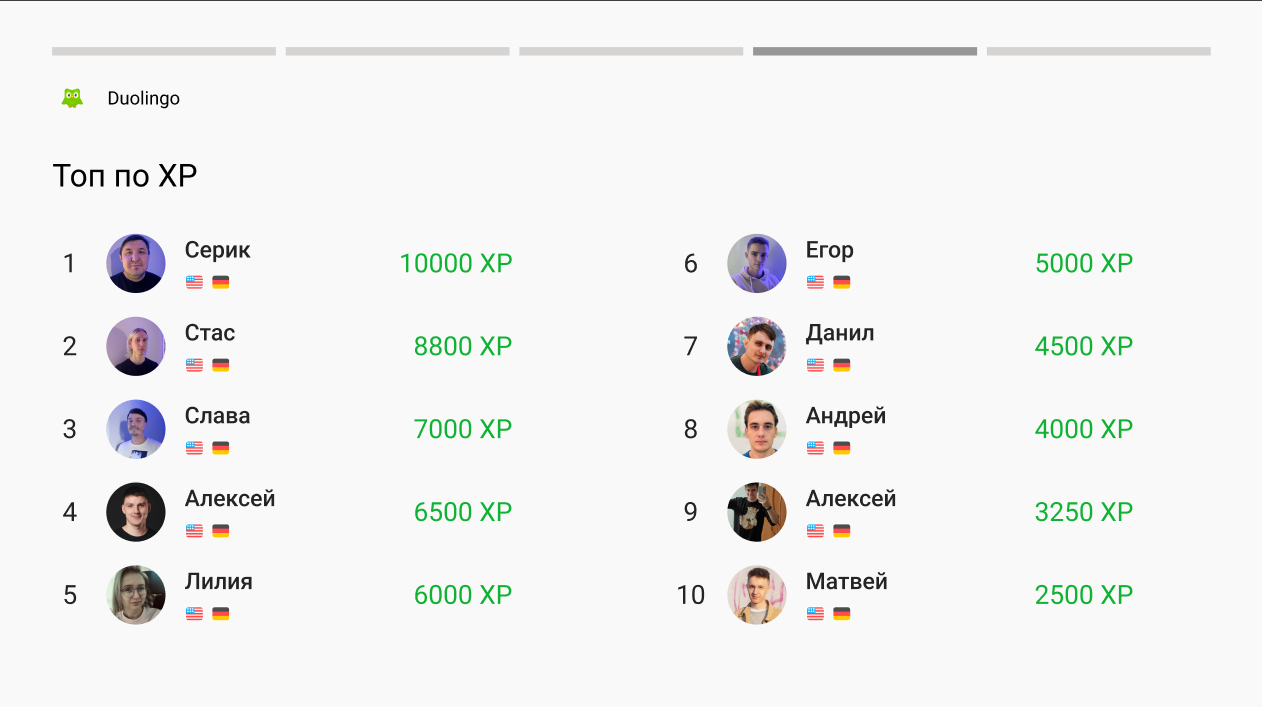 Duolingo
Топ по XP
1 Серик 10000 XP
2 Стас 8800 XP
3 Слава 7000 XP
4 Алексей 6500 XP
5 Лилия 6000 XP
6 Егор 5000 XP
7 Данил 4500 XP
8 Андрей 4000 XP
9 Алексей 3250 XP
10 Матвей 2500 XP